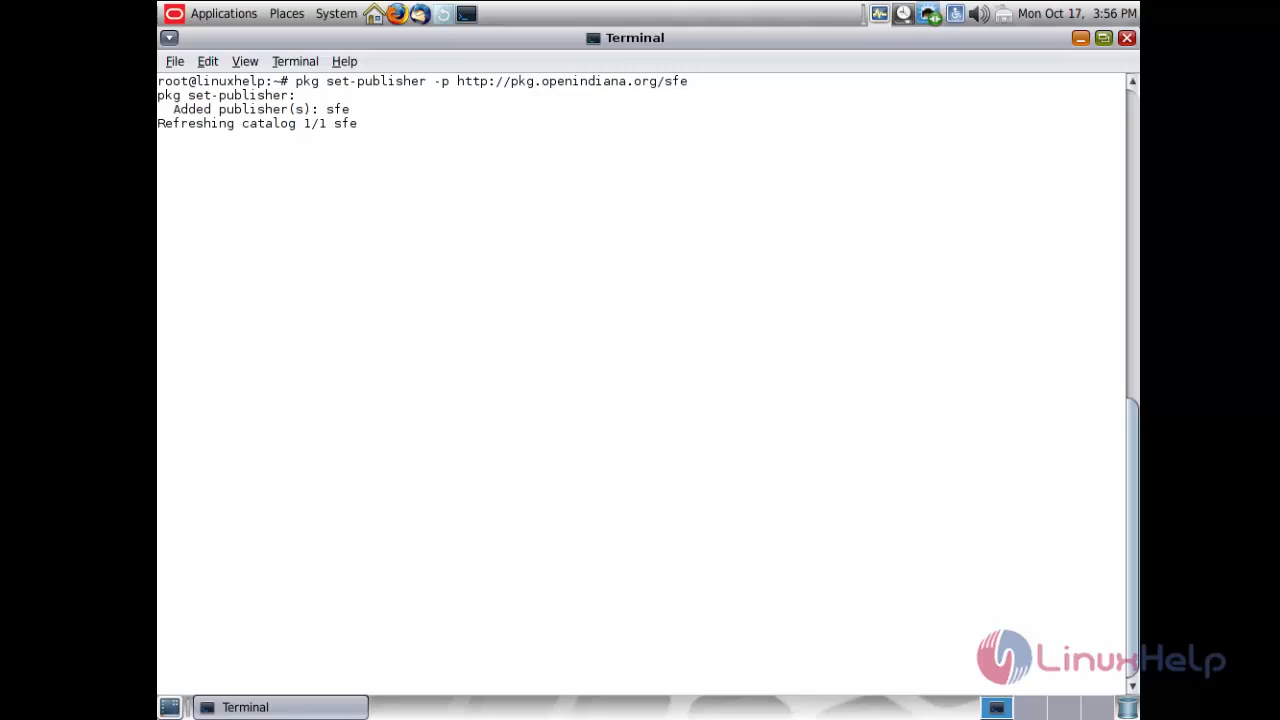 Applications Places System Mon Oct 17, 3:56 PM
Terminal
File Edit View Terminal Help
root@linuxhelp:~# pkg set-publisher -p http://pkg.openindiana.org/sfe
pkg set-publisher:
  Added publisher(s): sfe
Refreshing catalog 1/1 sfe
LinuxHelp
Terminal